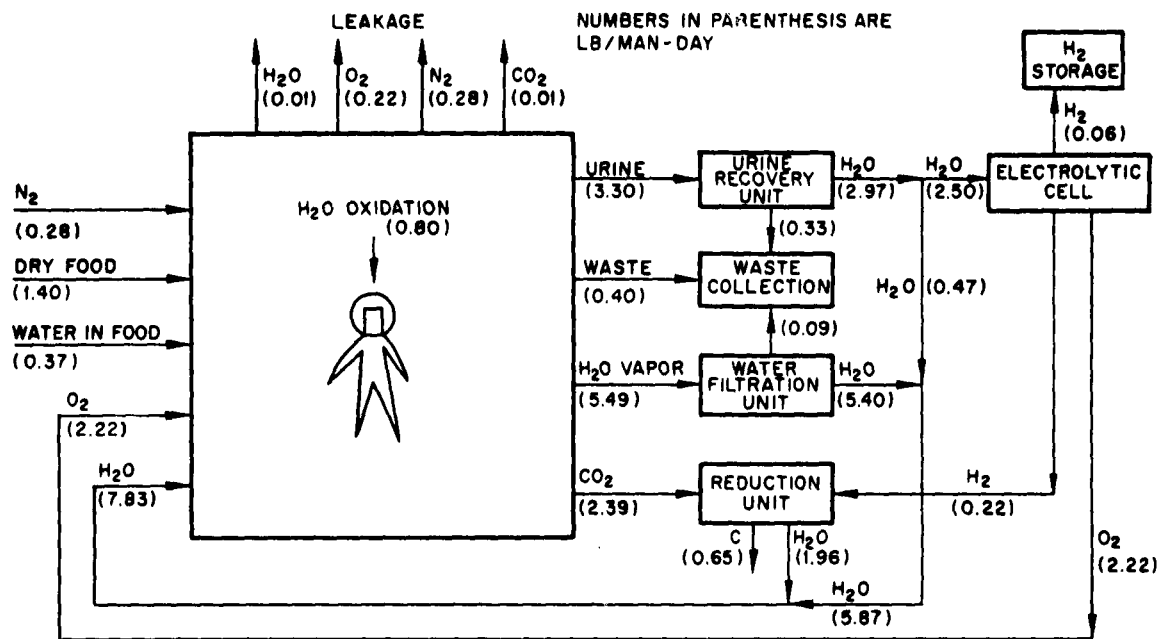 LEAKAGE
NUMBERS IN PARENTHESIS ARE
LB/MAN-DAY
H₂O
(0.01)
O₂
(0.22)
N₂
(0.28)
CO₂
(0.01)
H₂
STORAGE
H₂
(0.06)
N₂
(0.28)
DRY FOOD
(1.40)
WATER IN FOOD
(0.37)
O₂
(2.22)
H₂O
(7.83)
H₂O OXIDATION
(0.80)
URINE
(3.30)
URINE
RECOVERY
UNIT
H₂O
(2.97)
H₂O
(2.50)
ELECTROLYTIC
CELL
(0.33)
WASTE
(0.40)
WASTE
COLLECTION
H₂O (0.47)
(0.09)
H₂O VAPOR
(5.49)
WATER
FILTRATION
UNIT
H₂O
(5.40)
CO₂
(2.39)
REDUCTION
UNIT
H₂
(0.22)
C
(0.65)
H₂O
(1.96)
O₂
(2.22)
H₂O
(5.87)